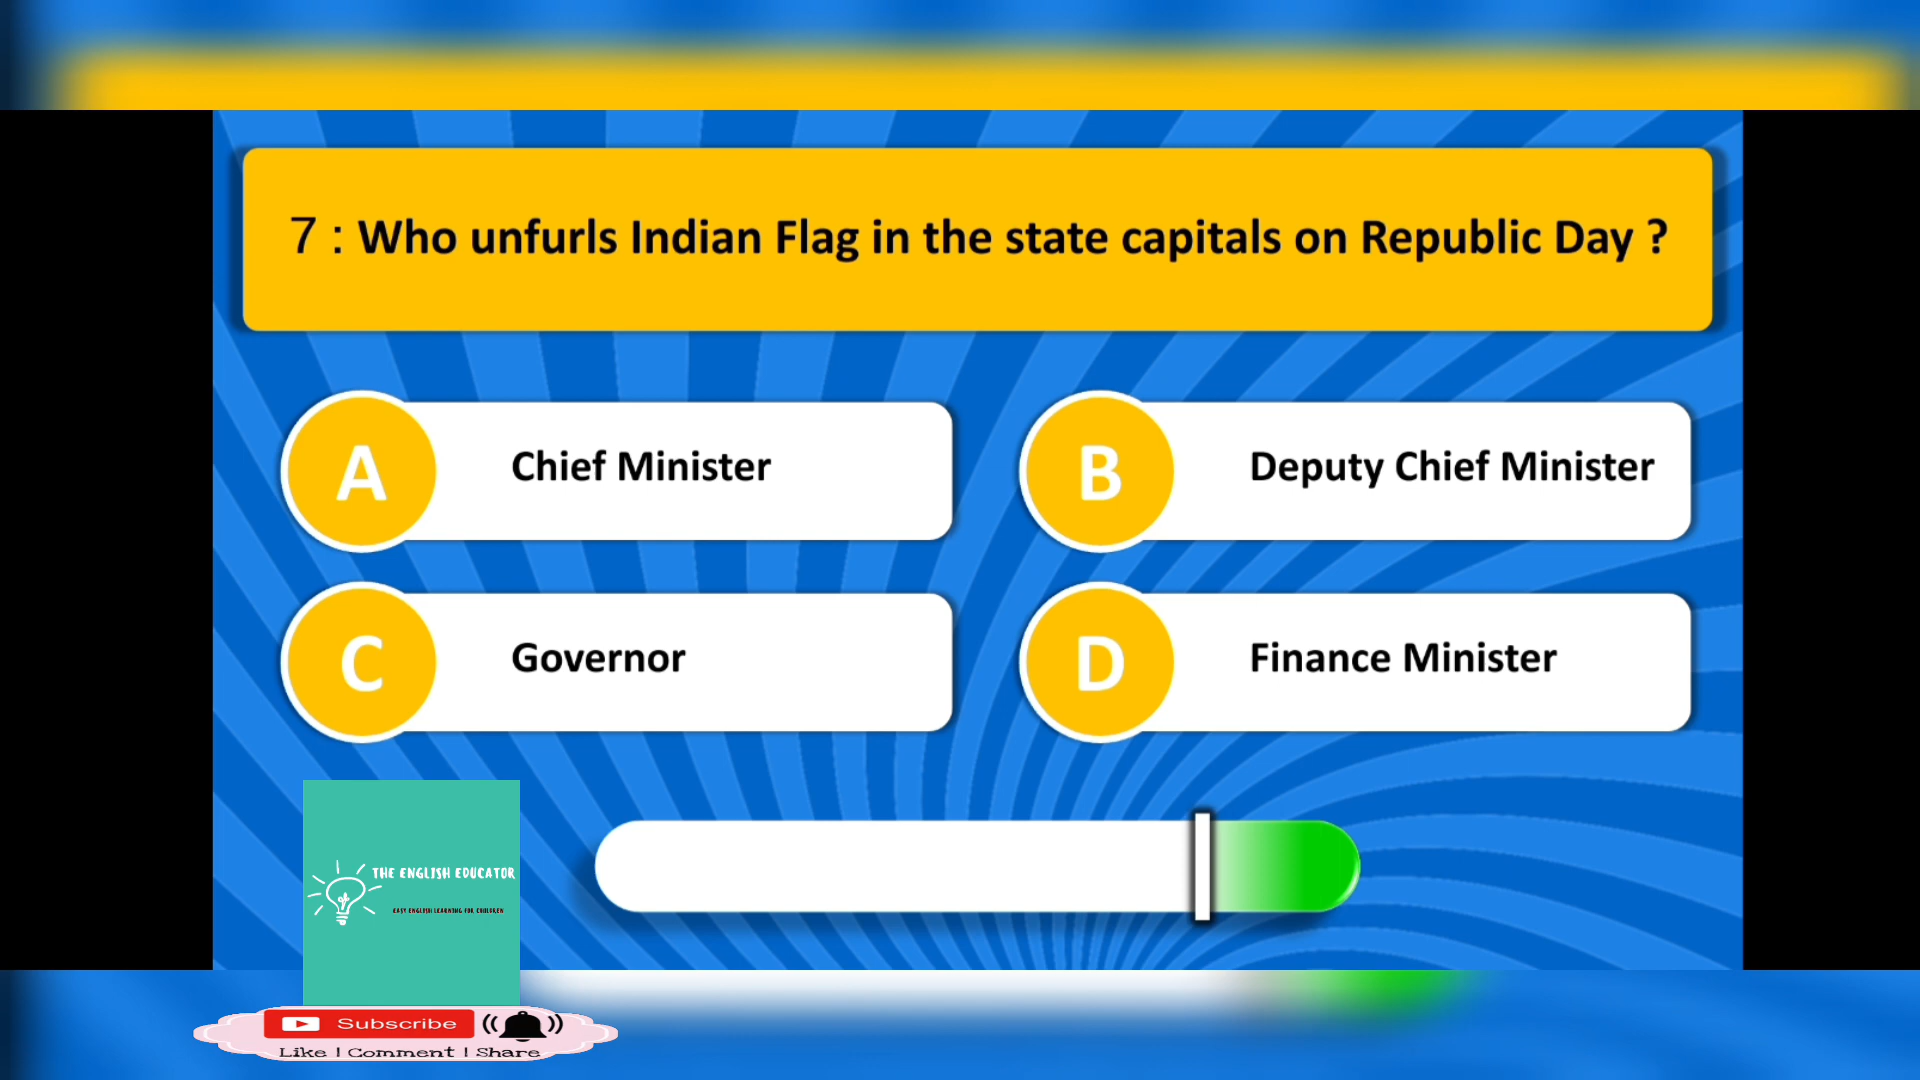 7 : Who unfurls Indian Flag in the state capitals on Republic Day ?
A Chief Minister
B Deputy Chief Minister
C Governor
D Finance Minister
THE ENGLISH EDUCATOR
EASY ENGLISH LEARNING FOR CHILDREN
Subscribe
Like | Comment | Share